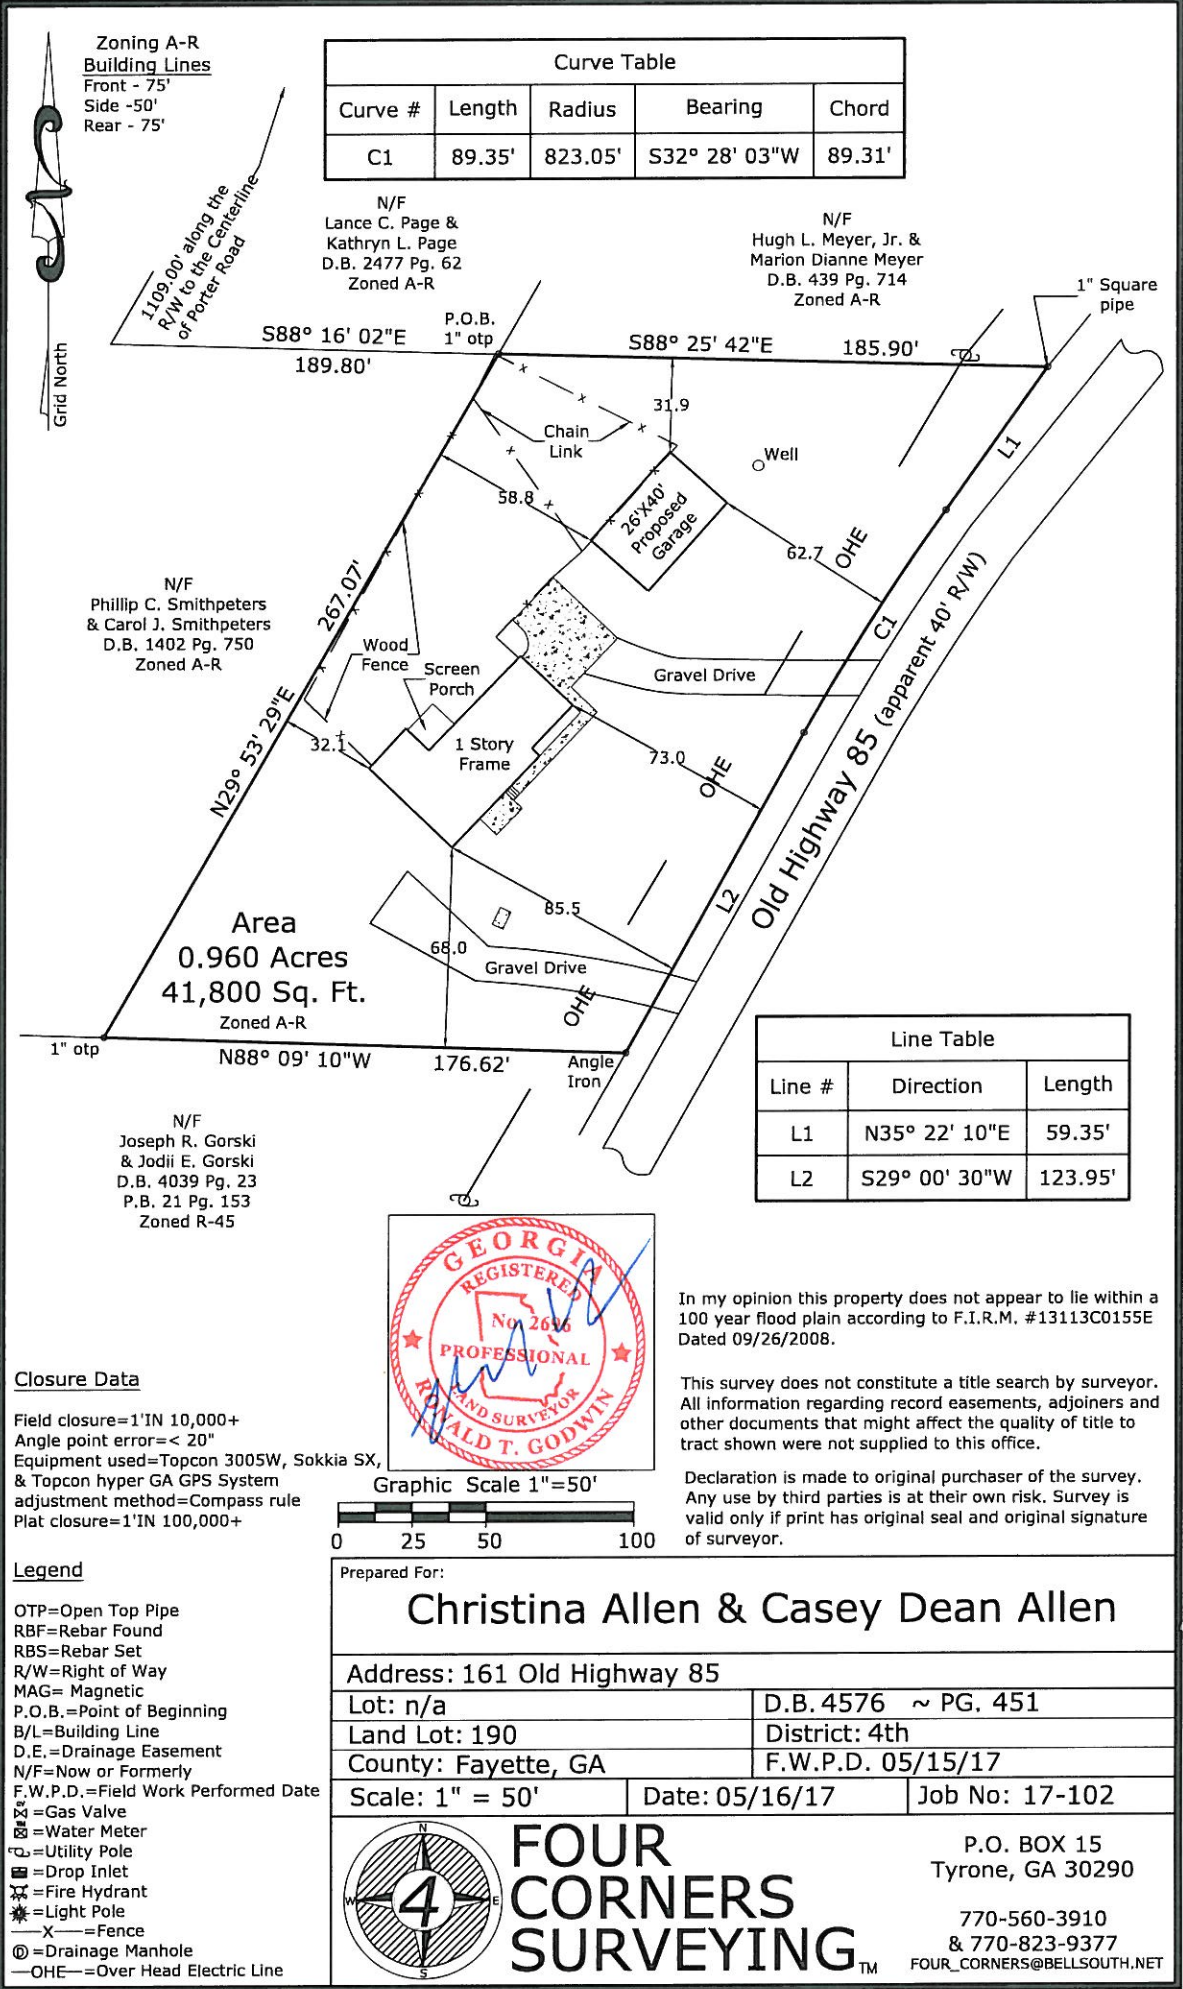 Zoning A-R
Building Lines
Front - 75'
Side -50'
Rear - 75'
Grid North
Curve Table
Curve # Length Radius Bearing Chord
C1 89.35' 823.05' S32° 28' 03"W 89.31'
1109.00' along the
R/W to the Centerline
of Porter Road
N/F
Lance C. Page &
Kathryn L. Page
D.B. 2477 Pg. 62
Zoned A-R
N/F
Hugh L. Meyer, Jr. &
Marion Dianne Meyer
D.B. 439 Pg. 714
Zoned A-R
1" Square
pipe
P.O.B.
1" otp
S88° 16' 02"E
189.80'
S88° 25' 42"E 185.90'
31.9
Chain
Link
Well
L1
58.8
26'X40'
Proposed
Garage
62.7
OHE
N/F
Phillip C. Smithpeters
& Carol J. Smithpeters
D.B. 1402 Pg. 750
Zoned A-R
267.07'
N29° 53' 29"E
Wood
Fence
Screen
Porch
Gravel Drive
C1
Old Highway 85 (apparent 40' R/W)
32.1
1 Story
Frame
73.0
OHE
L2
85.5
68.0
Gravel Drive
OHE
Area
0.960 Acres
41,800 Sq. Ft.
Zoned A-R
1" otp
N88° 09' 10"W 176.62'
Angle
Iron
N/F
Joseph R. Gorski
& Jodii E. Gorski
D.B. 4039 Pg. 23
P.B. 21 Pg. 153
Zoned R-45
Line Table
Line # Direction Length
L1 N35° 22' 10"E 59.35'
L2 S29° 00' 30"W 123.95'
GEORGIA
REGISTERED
No. 2696
PROFESSIONAL
LAND SURVEYOR
RONALD T. GODWIN
In my opinion this property does not appear to lie within a
100 year flood plain according to F.I.R.M. #13113C0155E
Dated 09/26/2008.
This survey does not constitute a title search by surveyor.
All information regarding record easements, adjoiners and
other documents that might affect the quality of title to
tract shown were not supplied to this office.
Declaration is made to original purchaser of the survey.
Any use by third parties is at their own risk. Survey is
valid only if print has original seal and original signature
of surveyor.
Closure Data
Field closure=1'IN 10,000+
Angle point error=< 20"
Equipment used=Topcon 3005W, Sokkia SX,
& Topcon hyper GA GPS System
adjustment method=Compass rule
Plat closure=1'IN 100,000+
Graphic Scale 1"=50'
0 25 50 100
Legend
OTP=Open Top Pipe
RBF=Rebar Found
RBS=Rebar Set
R/W=Right of Way
MAG= Magnetic
P.O.B.=Point of Beginning
B/L=Building Line
D.E.=Drainage Easement
N/F=Now or Formerly
F.W.P.D.=Field Work Performed Date
=Gas Valve
=Water Meter
=Utility Pole
=Drop Inlet
=Fire Hydrant
=Light Pole
X =Fence
D =Drainage Manhole
OHE =Over Head Electric Line
Prepared For:
Christina Allen & Casey Dean Allen
Address: 161 Old Highway 85
Lot: n/a D.B. 4576 ~ PG. 451
Land Lot: 190 District: 4th
County: Fayette, GA F.W.P.D. 05/15/17
Scale: 1" = 50' Date: 05/16/17 Job No: 17-102
N
W 4 E
S
FOUR
CORNERS
SURVEYING TM
P.O. BOX 15
Tyrone, GA 30290
770-560-3910
& 770-823-9377
FOUR_CORNERS@BELLSOUTH.NET